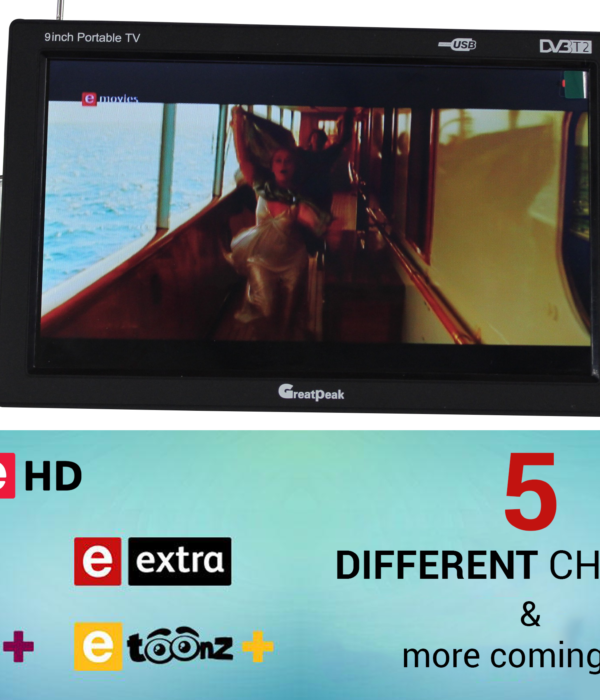 9inch Portable TV
USB
DVB T2
e movies
GreatPeak
e HD
5
e extra
DIFFERENT CH
&
+ e toonz +
more coming